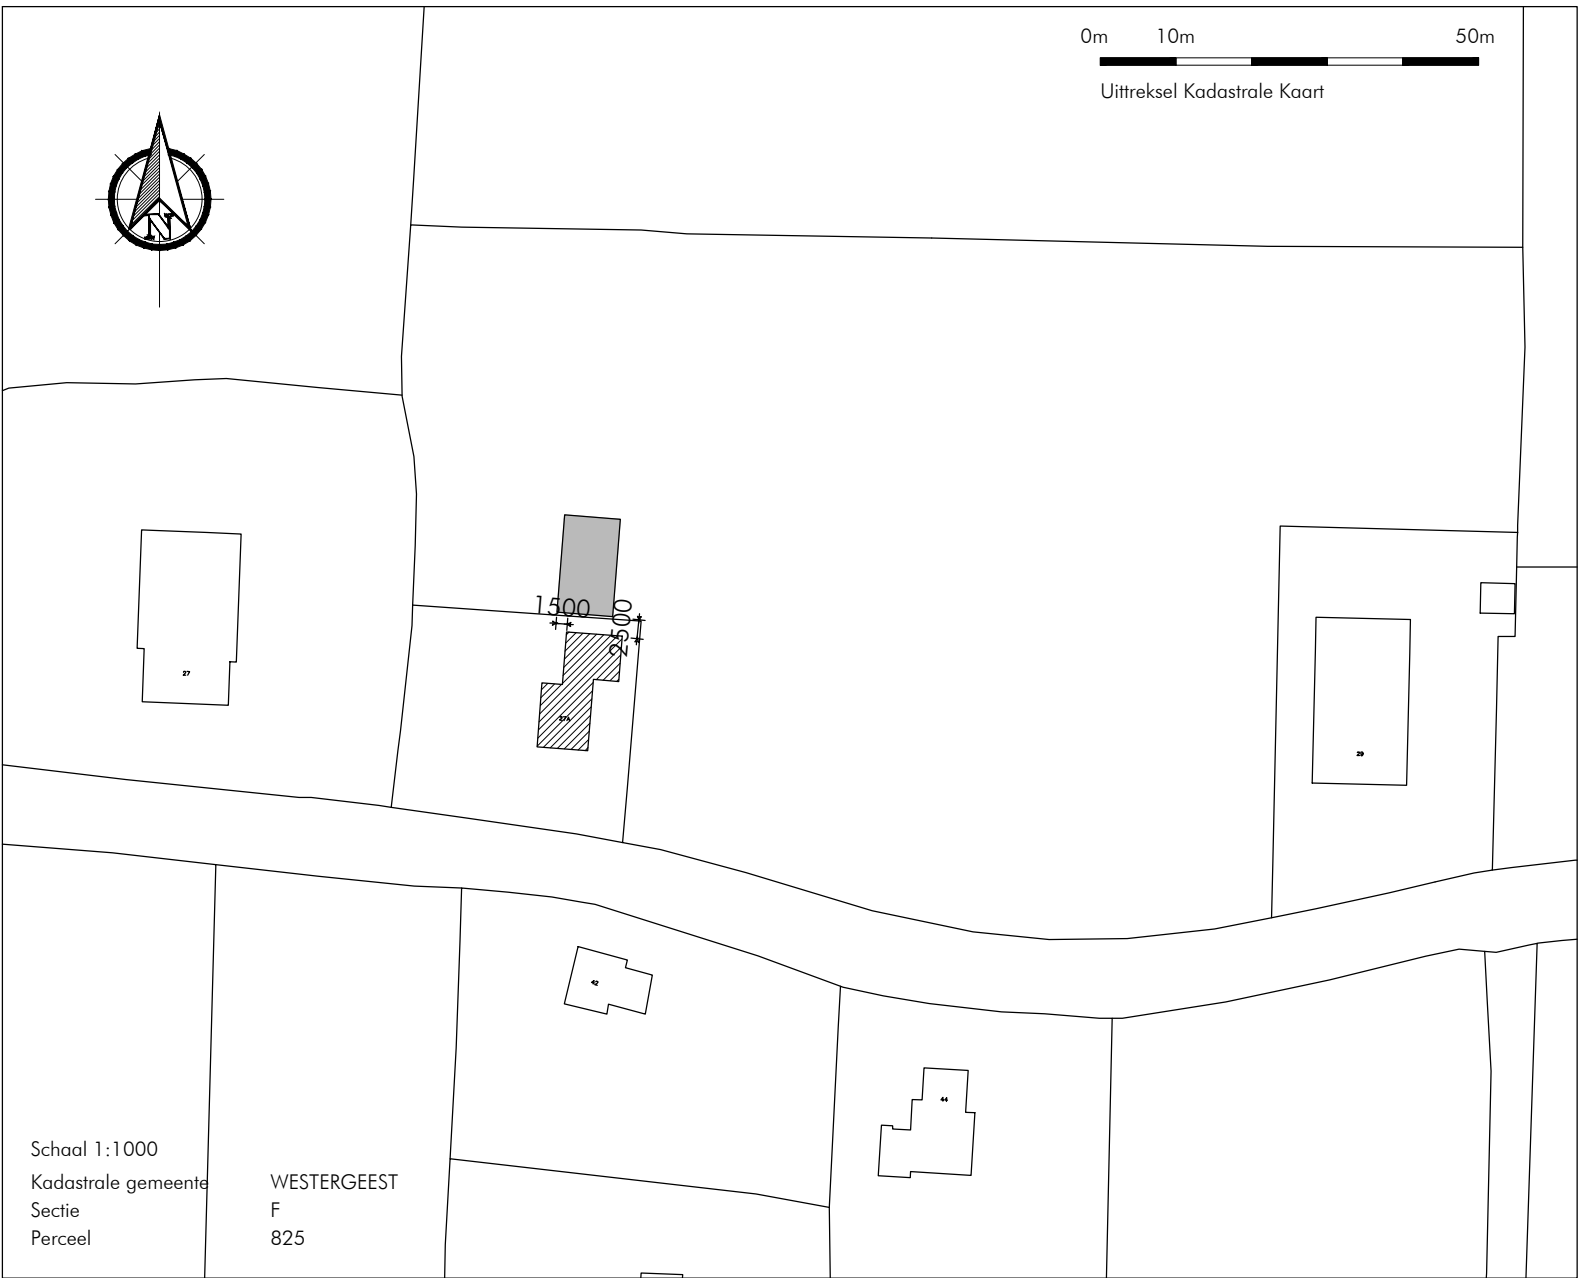 0m 10m 50m
Uittreksel Kadastrale Kaart
N
1500
2500
27
27A
29
42
44
Schaal 1:1000
Kadastrale gemeente WESTERGEEST
Sectie F
Perceel 825